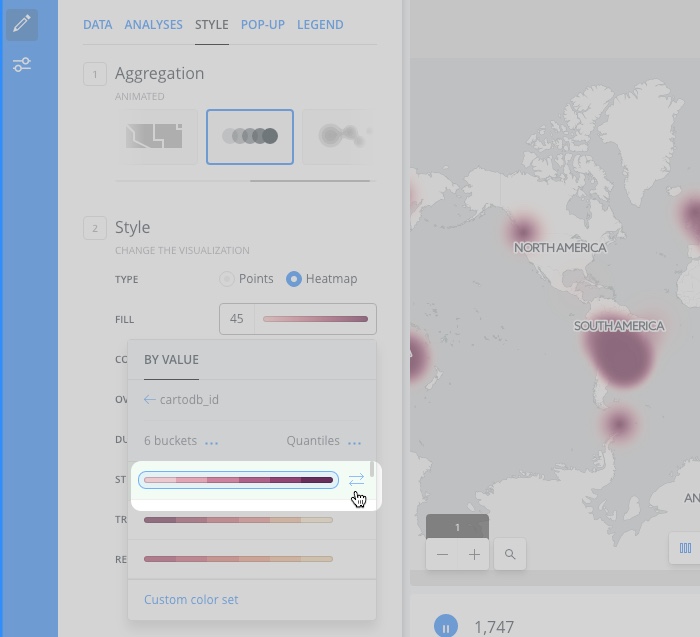 DATA ANALYSES STYLE POP-UP LEGEND
1 Aggregation
ANIMATED
2 Style
CHANGE THE VISUALIZATION
TYPE Points Heatmap
FILL 45
CO
BY VALUE
OV
cartodb_id
DU
6 buckets ... Quantiles ...
ST
TR
RE
Custom color set
NORTH AMERICA
SOUTH AMERICA
AN
1
1,747